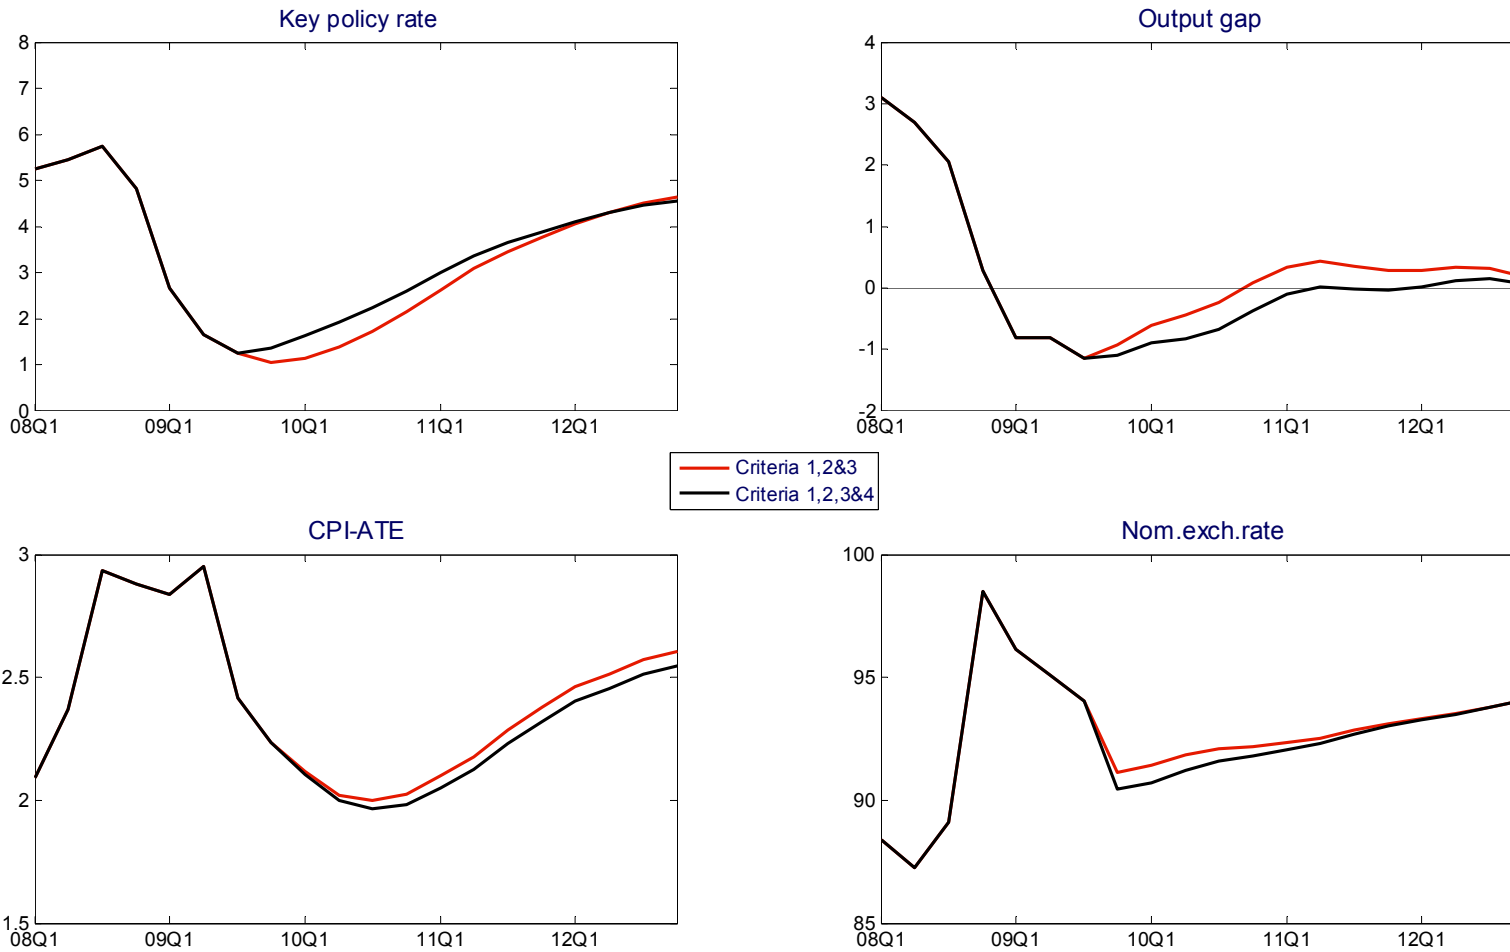 Key policy rate
8
7
6
5
4
3
2
1
0
08Q1 09Q1 10Q1 11Q1 12Q1
Output gap
4
3
2
1
0
-1
-2
08Q1 09Q1 10Q1 11Q1 12Q1
Criteria 1,2&3
Criteria 1,2,3&4
CPI-ATE
3
2.5
2
1.5
08Q1 09Q1 10Q1 11Q1 12Q1
Nom.exch.rate
100
95
90
85
08Q1 09Q1 10Q1 11Q1 12Q1